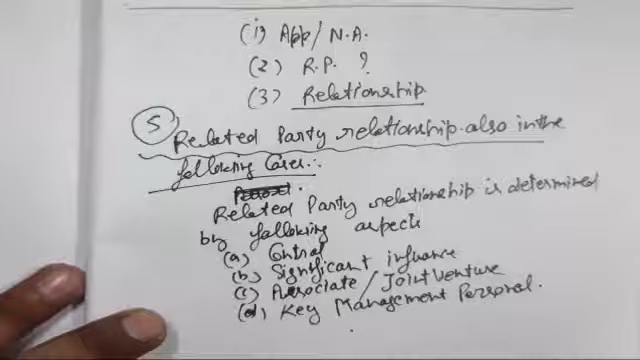 (1) App/N.A.
(2) R.P. ?
(3) Relationship
5 Related Party relationship also in the
following Cases :.
Related Party relationship is determined
by following aspects
(a) Control
(b) Significant influence
(c) Associate / Joint Venture
(d) Key Management Personal.